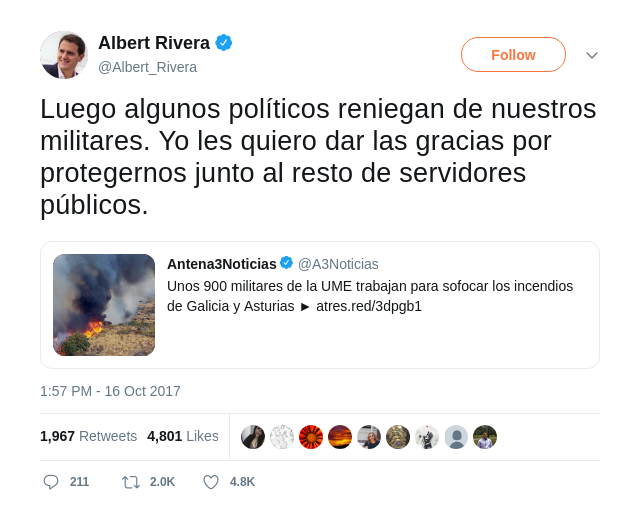 Albert Rivera
@Albert_Rivera
Follow
Luego algunos políticos reniegan de nuestros
militares. Yo les quiero dar las gracias por
protegernos junto al resto de servidores
públicos.
Antena3Noticias @A3Noticias
Unos 900 militares de la UME trabajan para sofocar los incendios
de Galicia y Asturias ► atres.red/3dpgb1
1:57 PM - 16 Oct 2017
1,967 Retweets 4,801 Likes
211 2.0K 4.8K